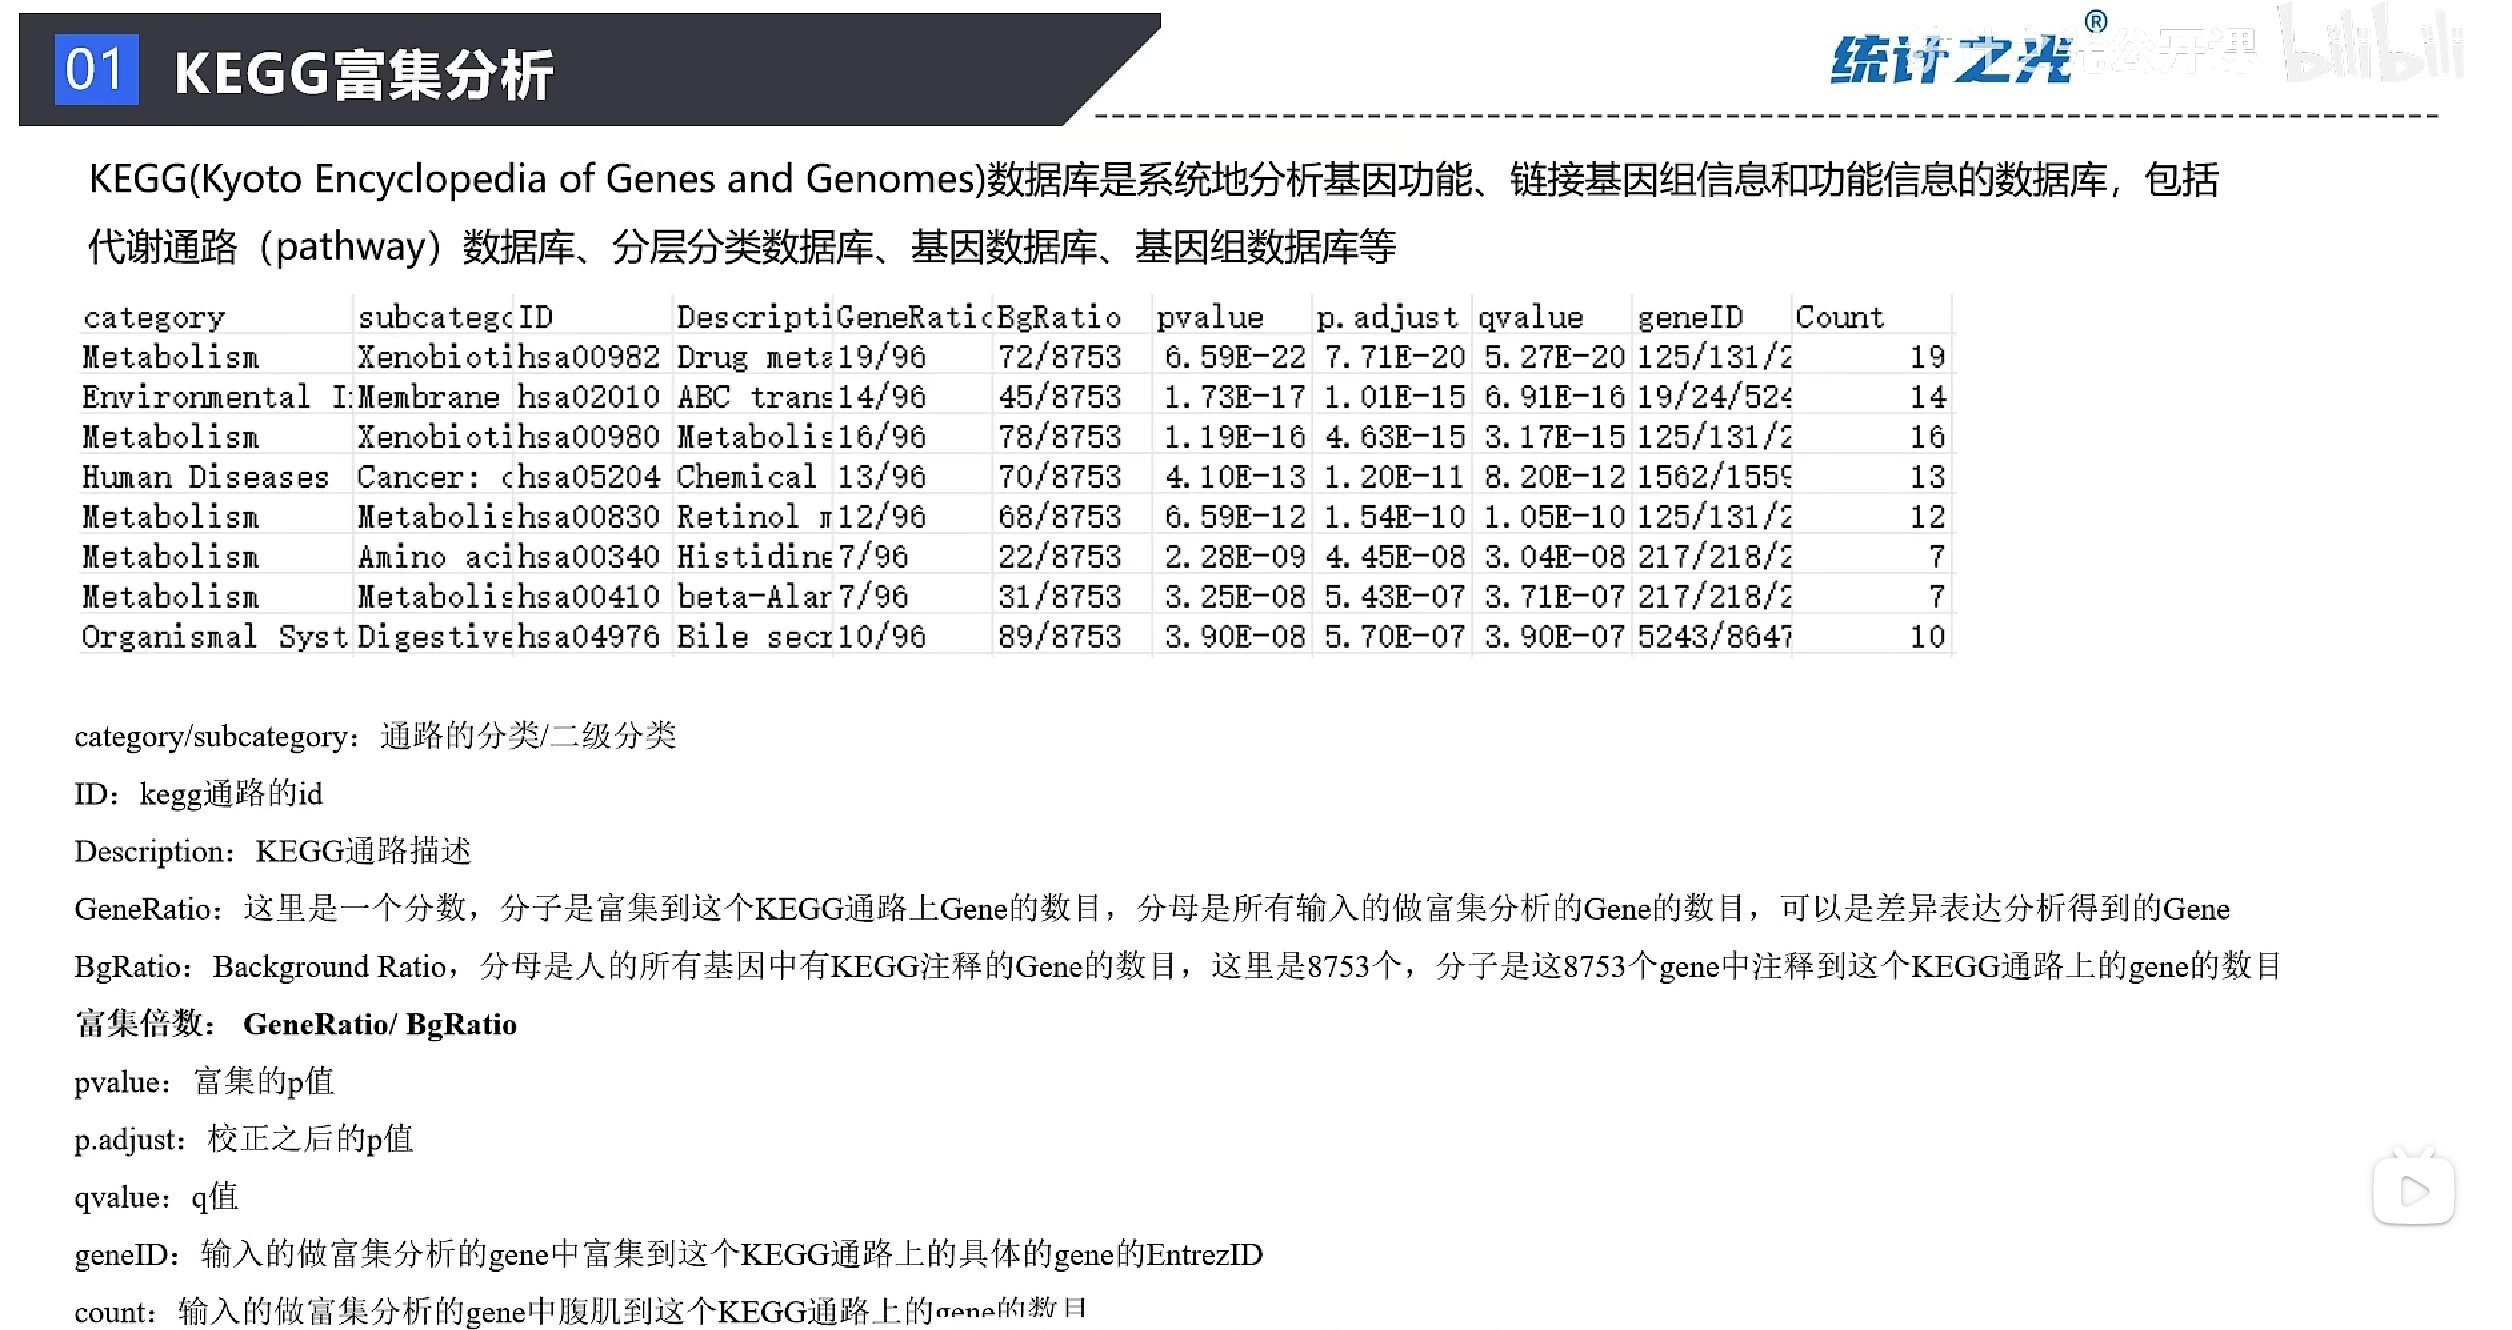 01 KEGG富集分析
统计之光®
bilibili
KEGG(Kyoto Encyclopedia of Genes and Genomes)数据库是系统地分析基因功能、链接基因组信息和功能信息的数据库，包括
代谢通路（pathway）数据库、分层分类数据库、基因数据库、基因组数据库等
category subcatego ID Descripti GeneRatio BgRatio pvalue p.adjust qvalue geneID Count
Metabolism Xenobioti hsa00982 Drug meta 19/96 72/8753 6.59E-22 7.71E-20 5.27E-20 125/131/2 19
Environmental I Membrane hsa02010 ABC trans 14/96 45/8753 1.73E-17 1.01E-15 6.91E-16 19/24/524 14
Metabolism Xenobioti hsa00980 Metabolis 16/96 78/8753 1.19E-16 4.63E-15 3.17E-15 125/131/2 16
Human Diseases Cancer: hsa05204 Chemical 13/96 70/8753 4.10E-13 1.20E-11 8.20E-12 1562/1559 13
Metabolism Metabolis hsa00830 Retinol m 12/96 68/8753 6.59E-12 1.54E-10 1.05E-10 125/131/2 12
Metabolism Amino aci hsa00340 Histidine 7/96 22/8753 2.28E-09 4.45E-08 3.04E-08 217/218/2 7
Metabolism Metabolis hsa00410 beta-Alan 7/96 31/8753 3.25E-08 5.43E-07 3.71E-07 217/218/2 7
Organismal Syst Digestive hsa04976 Bile secr 10/96 89/8753 3.90E-08 5.70E-07 3.90E-07 5243/8647 10
category/subcategory：通路的分类/二级分类
ID：kegg通路的id
Description：KEGG通路描述
GeneRatio：这里是一个分数，分子是富集到这个KEGG通路上Gene的数目，分母是所有输入的做富集分析的Gene的数目，可以是差异表达分析得到的Gene
BgRatio：Background Ratio，分母是人的所有基因中有KEGG注释的Gene的数目，这里是8753个，分子是这8753个gene中注释到这个KEGG通路上的gene的数目
富集倍数： GeneRatio/ BgRatio
pvalue：富集的p值
p.adjust：校正之后的p值
qvalue：q值
geneID：输入的做富集分析的gene中富集到这个KEGG通路上的具体的gene的EntrezID
count：输入的做富集分析的gene中腹肌到这个KEGG通路上的gene的数目